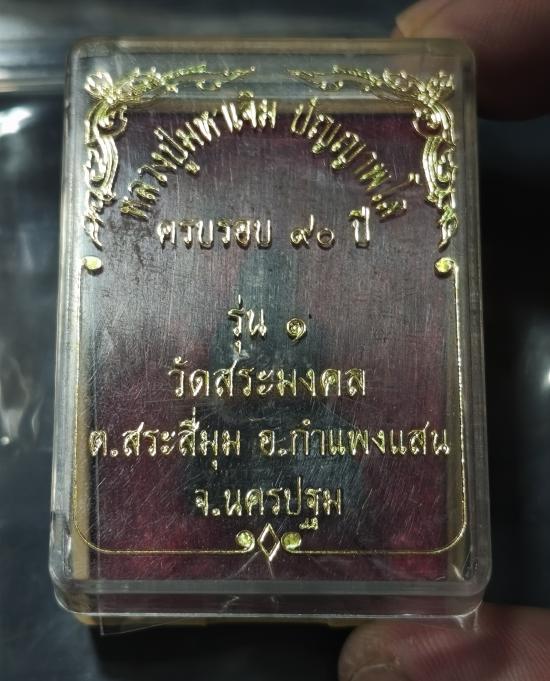 หลวงปู่มหาเจิม ปัญญาพโล
ครบรอบ ๙๐ ปี
รุ่น ๑
วัดสระมงคล
ต.สระสี่มุม อ.กำแพงแสน
จ.นครปฐม